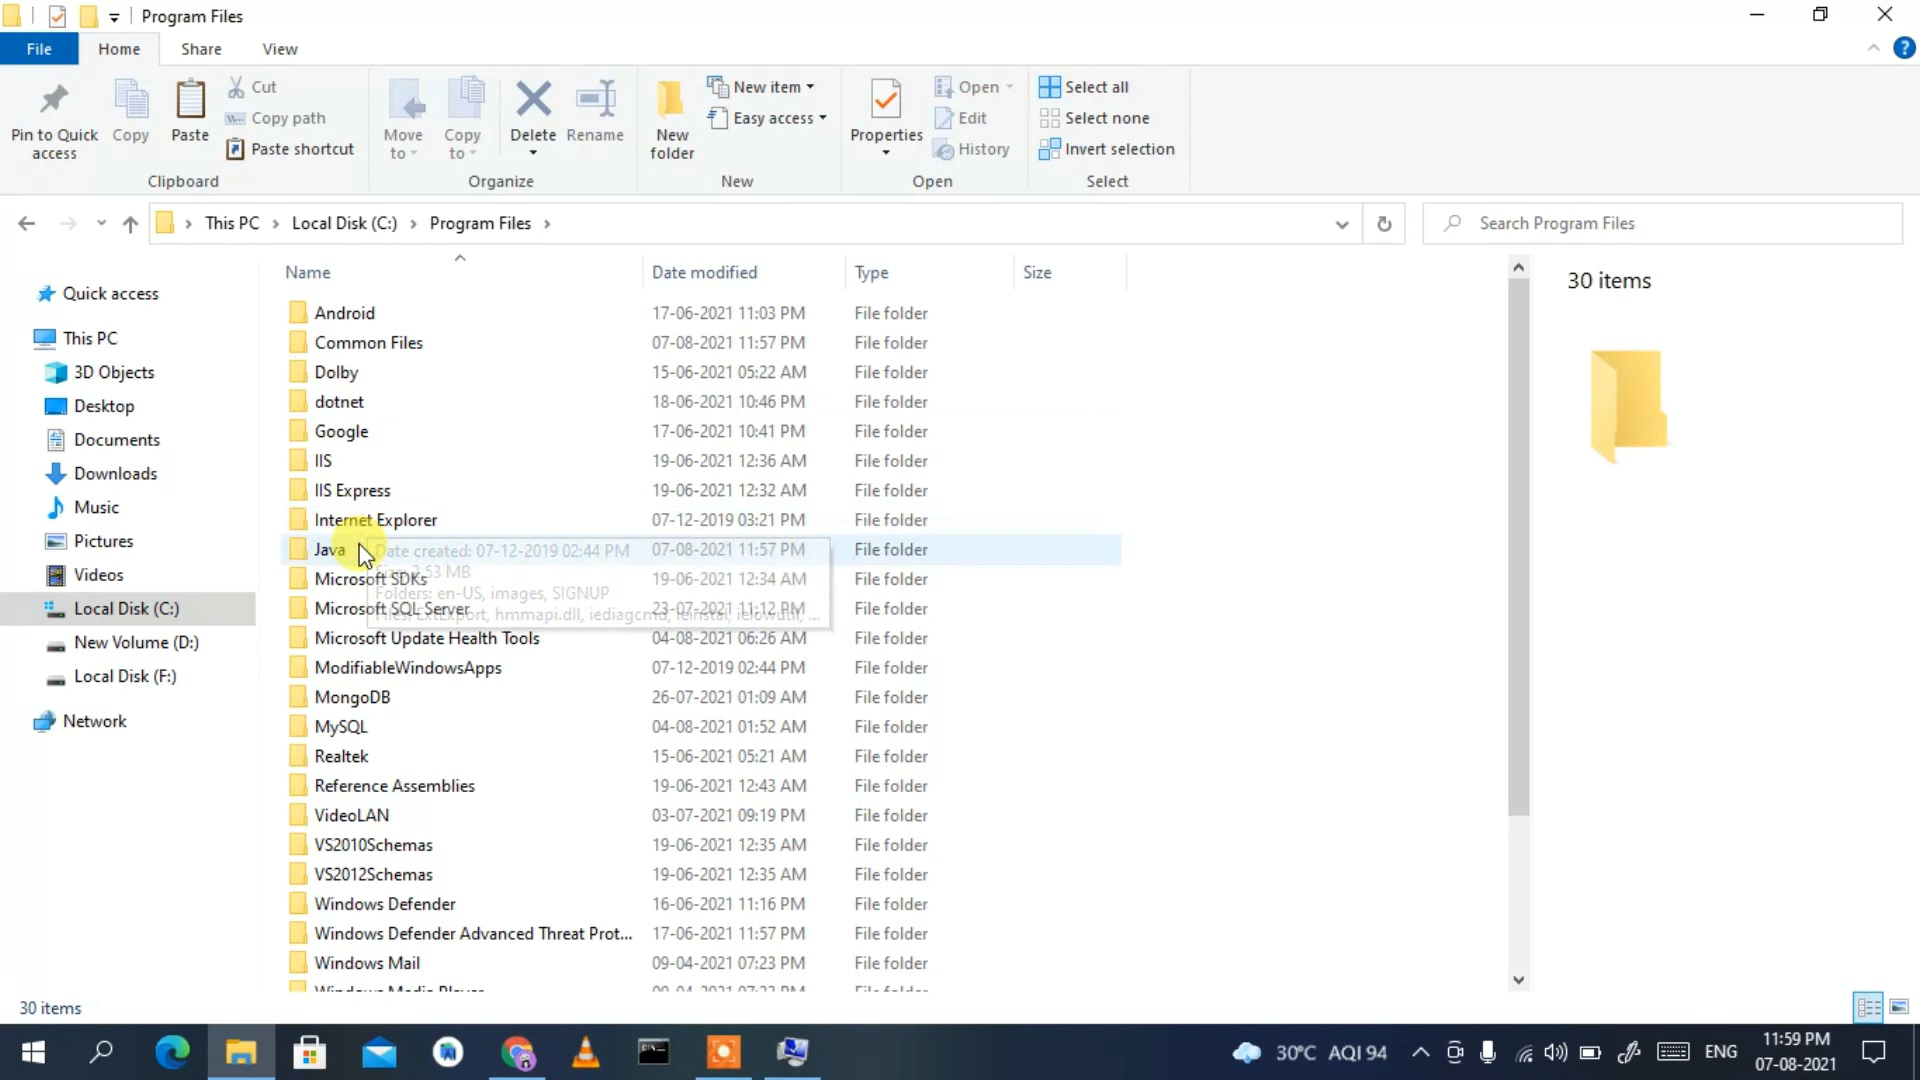 Program Files
File Home Share View
Pin to Quick access
Copy
Paste
Cut
Copy path
Paste shortcut
Clipboard
Move to
Copy to
Delete
Rename
Organize
New folder
New item
Easy access
New
Properties
Open
Edit
History
Open
Select all
Select none
Invert selection
Select
This PC Local Disk (C:) Program Files
Search Program Files
Quick access
This PC
3D Objects
Desktop
Documents
Downloads
Music
Pictures
Videos
Local Disk (C:)
New Volume (D:)
Local Disk (F:)
Network
Name Date modified Type Size
Android 17-06-2021 11:03 PM File folder
Common Files 07-08-2021 11:57 PM File folder
Dolby 15-06-2021 05:22 AM File folder
dotnet 18-06-2021 10:46 PM File folder
Google 17-06-2021 10:41 PM File folder
IIS 19-06-2021 12:36 AM File folder
IIS Express 19-06-2021 12:32 AM File folder
Internet Explorer 07-12-2019 03:21 PM File folder
Java 07-08-2021 11:57 PM File folder
Date created: 07-12-2019 02:44 PM
53 MB
Folders: en-US, images, SIGNUP
ExtExport, hmmapi.dll, iediagcmd, ieinstal, ielowutil, ...
Microsoft SDKs 19-06-2021 12:34 AM File folder
Microsoft SQL Server 23-07-2021 11:12 PM File folder
Microsoft Update Health Tools 04-08-2021 06:26 AM File folder
ModifiableWindowsApps 07-12-2019 02:44 PM File folder
MongoDB 26-07-2021 01:09 AM File folder
MySQL 04-08-2021 01:52 AM File folder
Realtek 15-06-2021 05:21 AM File folder
Reference Assemblies 19-06-2021 12:43 AM File folder
VideoLAN 03-07-2021 09:19 PM File folder
VS2010Schemas 19-06-2021 12:35 AM File folder
VS2012Schemas 19-06-2021 12:35 AM File folder
Windows Defender 16-06-2021 11:16 PM File folder
Windows Defender Advanced Threat Prot... 17-06-2021 11:57 PM File folder
Windows Mail 09-04-2021 07:23 PM File folder
Windows Media Player 09-04-2021 07:23 PM File folder
30 items
30 items
30°C AQI 94
ENG
11:59 PM
07-08-2021